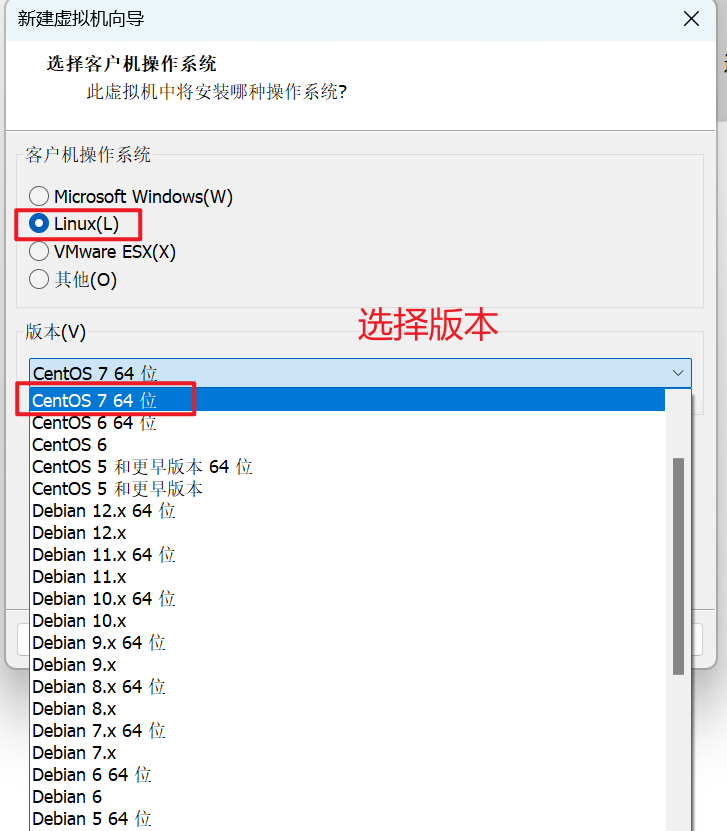 新建虚拟机向导
选择客户机操作系统
此虚拟机中将安装哪种操作系统?
客户机操作系统
Microsoft Windows(W)
Linux(L)
VMware ESX(X)
其他(O)
版本(V)
选择版本
CentOS 7 64 位
CentOS 7 64 位
CentOS 6 64 位
CentOS 6
CentOS 5 和更早版本 64 位
CentOS 5 和更早版本
Debian 12.x 64 位
Debian 12.x
Debian 11.x 64 位
Debian 11.x
Debian 10.x 64 位
Debian 10.x
Debian 9.x 64 位
Debian 9.x
Debian 8.x 64 位
Debian 8.x
Debian 7.x 64 位
Debian 7.x
Debian 6 64 位
Debian 6
Debian 5 64 位